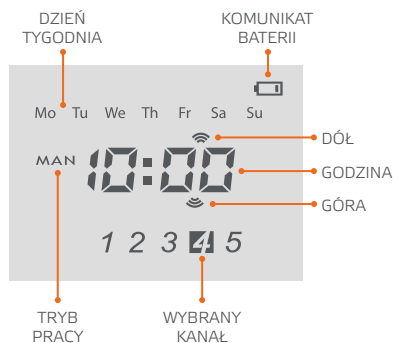 DZIEŃ
TYGODNIA
KOMUNIKAT
BATERII
Mo Tu We Th Fr Sa Su
DÓŁ
MAN 10:00
GODZINA
GÓRA
1 2 3 4 5
TRYB
PRACY
WYBRANY
KANAŁ